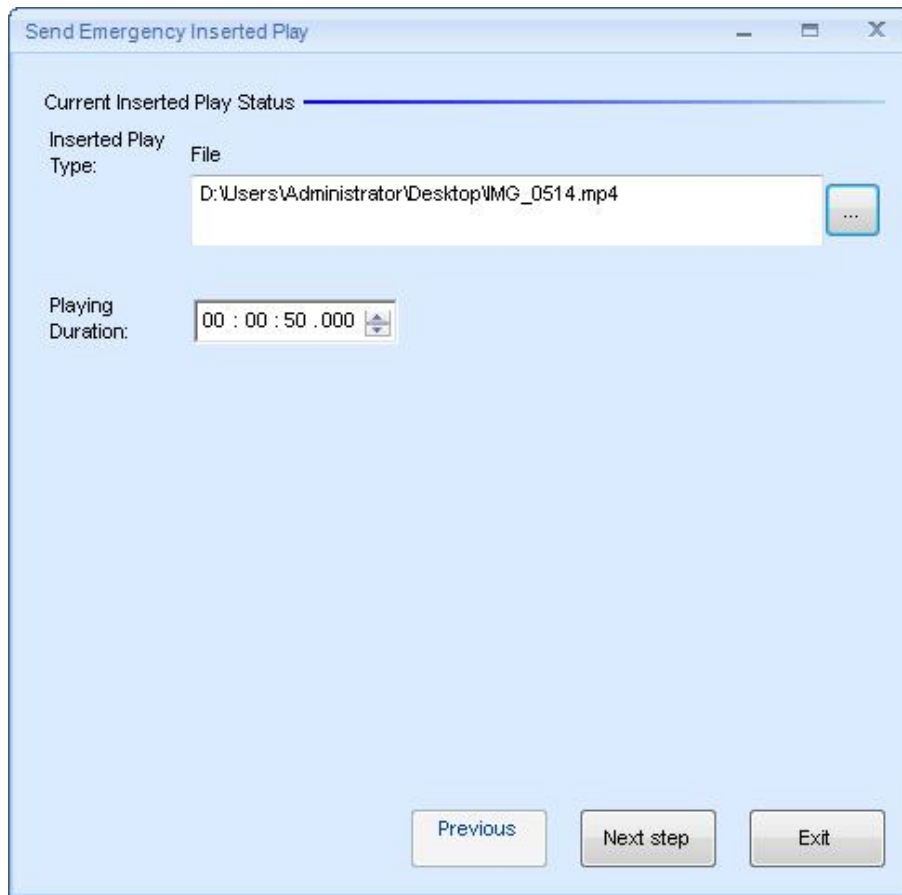 Send Emergency Inserted Play
Current Inserted Play Status
Inserted Play
Type:
File
D:\Users\Administrator\Desktop\IMG_0514.mp4
...
Playing
Duration:
00 : 00 : 50 .000
Previous
Next step
Exit